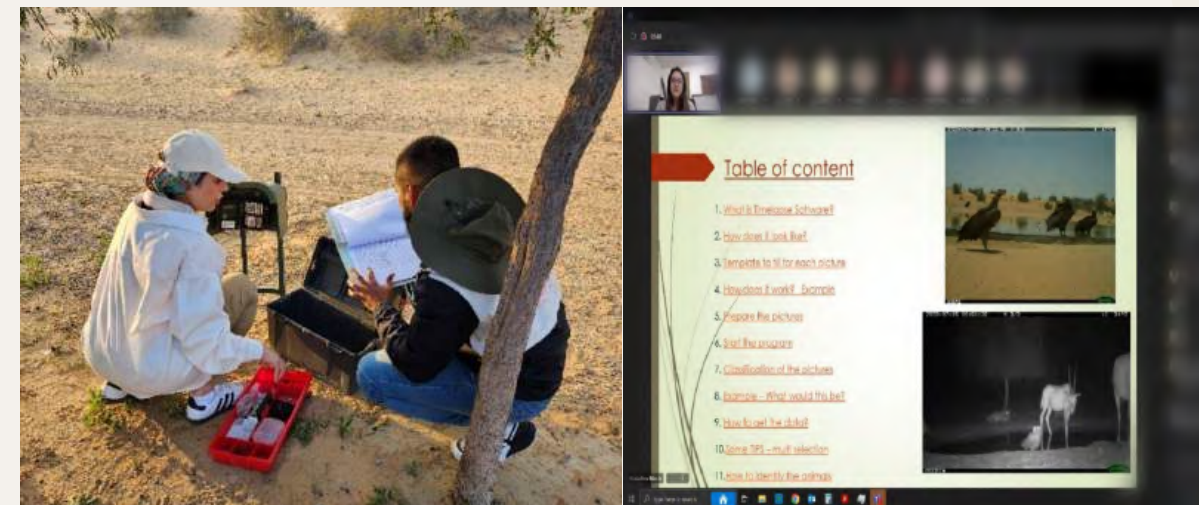 Table of content
1. What is Timelapse Software?
2. How does it look like?
3. Template to fill for each picture
4. How does it work? Example
5. Prepare the pictures
6. Start the program
7. Classification of the pictures
8. Example - What would this be?
9. How to get the data?
10. Some TIPS – multi selection
11. How to identify the animals